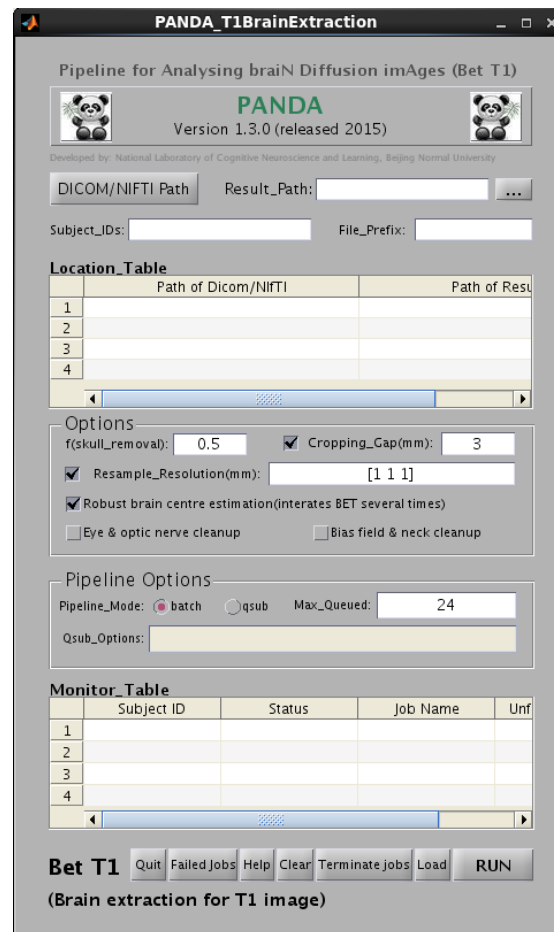 PANDA_T1BrainExtraction
Pipeline for Analysing braiN Diffusion imAges (Bet T1)
PANDA
Version 1.3.0 (released 2015)
Developed by: National Laboratory of Cognitive Neuroscience and Learning, Beijing Normal University
DICOM/NIFTI Path Result_Path: ...
Subject_IDs: File_Prefix:
Location_Table
Path of Dicom/NIfTI Path of Resu
1
2
3
4
Options
f(skull_removal): 0.5 Cropping_Gap(mm): 3
Resample_Resolution(mm): [1 1 1]
Robust brain centre estimation(interates BET several times)
Eye & optic nerve cleanup Bias field & neck cleanup
Pipeline Options
Pipeline_Mode: batch qsub Max_Queued: 24
Qsub_Options:
Monitor_Table
Subject ID Status Job Name Unf
1
2
3
4
Bet T1 Quit Failed Jobs Help Clear Terminate jobs Load RUN
(Brain extraction for T1 image)